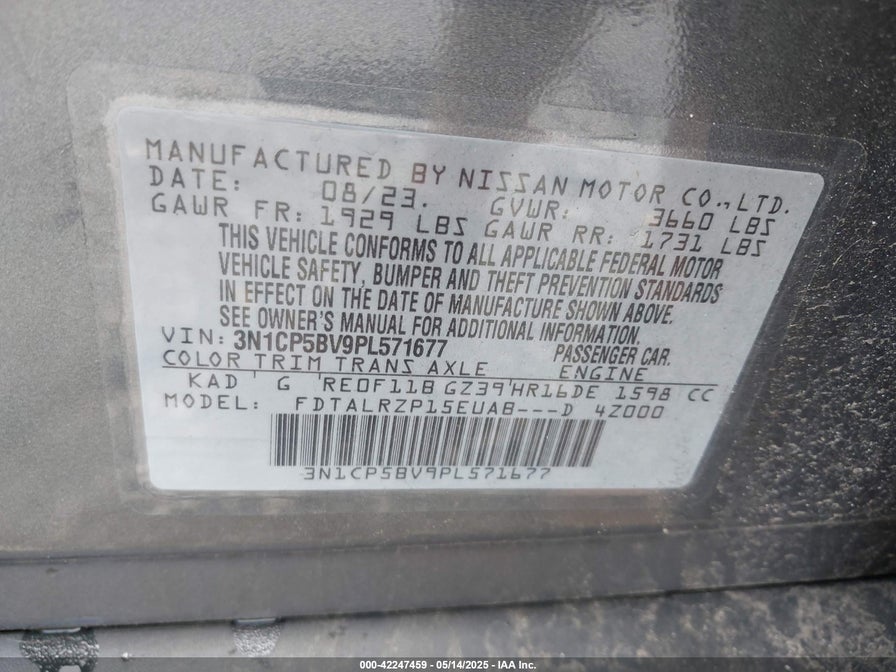 MANUFACTURED BY NISSAN MOTOR CO., LTD.
DATE: 08/23. GVWR: 3660 LBS
GAWR FR: 1929 LBS GAWR RR: 1731 LBS
THIS VEHICLE CONFORMS TO ALL APPLICABLE FEDERAL MOTOR
VEHICLE SAFETY, BUMPER AND THEFT PREVENTION STANDARDS
IN EFFECT ON THE DATE OF MANUFACTURE SHOWN ABOVE.
SEE OWNER'S MANUAL FOR ADDITIONAL INFORMATION.
VIN: 3N1CP5BV9PL571677 PASSENGER CAR.
COLOR TRIM TRANS AXLE ENGINE
KAD ' G 'RE0F11B GZ39'HR16DE 1598 CC
MODEL: FDTALRZP15EUAB---D 4Z000
3N1CP5BV9PL571677
000-42247459 - 05/14/2025 - IAA Inc.